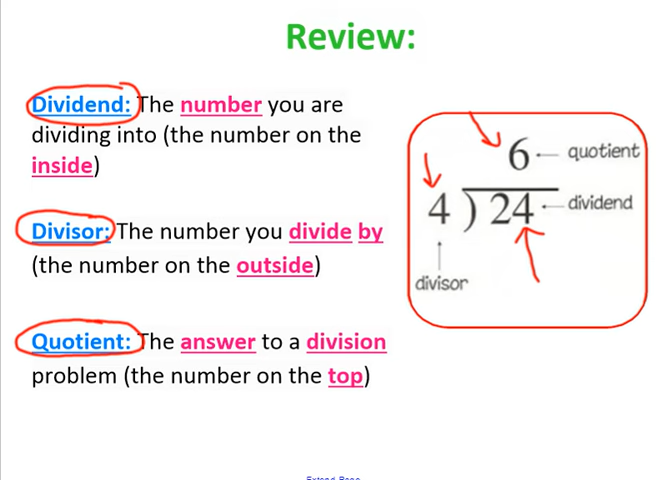 Review:
Dividend: The number you are
dividing into (the number on the
inside)
Divisor: The number you divide by
(the number on the outside)
Quotient: The answer to a division
problem (the number on the top)
6 quotient
4 ) 24 dividend
divisor
Extend Page